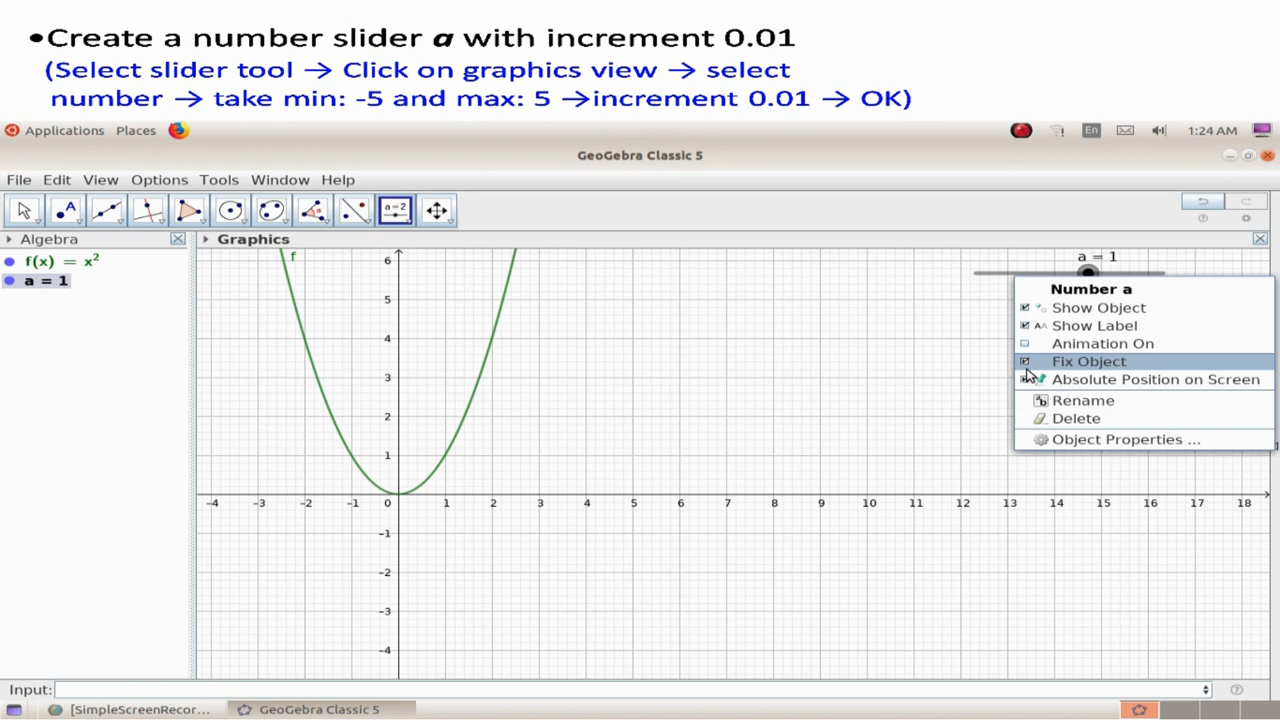 •Create a number slider a with increment 0.01
(Select slider tool → Click on graphics view → select
number → take min: -5 and max: 5 →increment 0.01 → OK)
Applications Places En 1:24 AM
GeoGebra Classic 5
File Edit View Options Tools Window Help
A a=2
Algebra Graphics
f(x) = x²
a = 1
f
a = 1
Number a
Show Object
AA Show Label
Animation On
Fix Object
Absolute Position on Screen
Rename
Delete
Object Properties ...
6
5
4
3
2
1
-4 -3 -2 -1 0 1 2 3 4 5 6 7 8 9 10 11 12 13 14 15 16 17 18
-1
-2
-3
-4
Input:
[SimpleScreenRecor... GeoGebra Classic 5